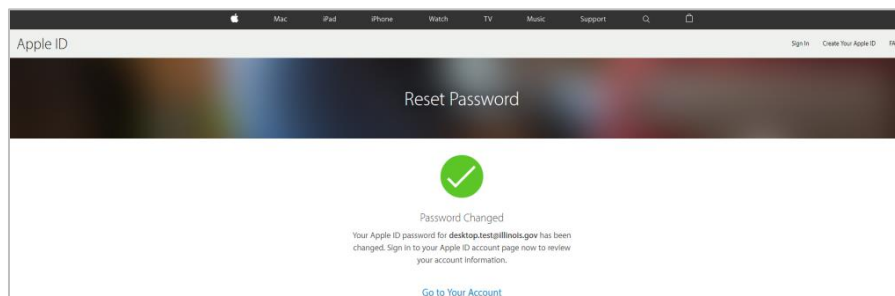 Mac iPad iPhone Watch TV Music Support
Apple ID Sign In Create Your Apple ID FA
Reset Password
Password Changed
Your Apple ID password for desktop.test@illinois.gov has been
changed. Sign in to your Apple ID account page now to review
your account information.
Go to Your Account